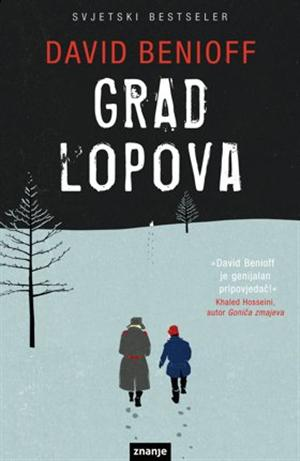 SVJETSKI BESTSELER
DAVID BENIOFF
GRAD
LOPOVA
»David Benioff
je genijalan
pripovjedač!«
Khaled Hosseini,
autor Goniča zmajeva
znanje